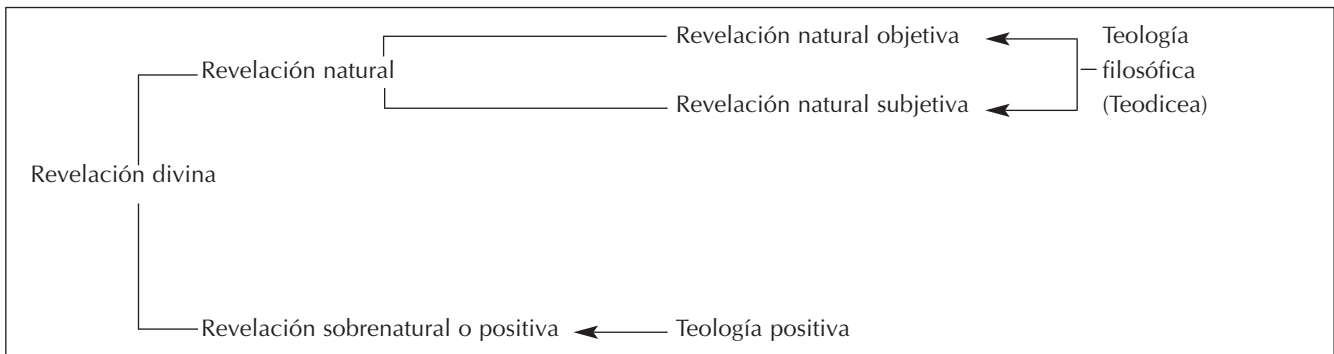 Revelación natural objetiva
Teología
Revelación natural
filosófica
Revelación natural subjetiva
(Teodicea)
Revelación divina
Revelación sobrenatural o positiva
Teología positiva